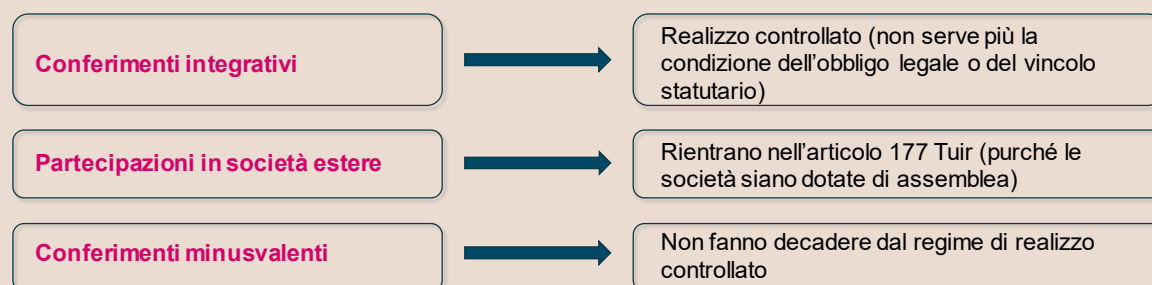 Conferimenti integrativi
Realizzo controllato (non serve più la
condizione dell'obbligo legale o del vincolo
statutario)
Partecipazioni in società estere
Rientrano nell'articolo 177 Tuir (purché le
società siano dotate di assemblea)
Conferimenti minusvalenti
Non fanno decadere dal regime di realizzo
controllato